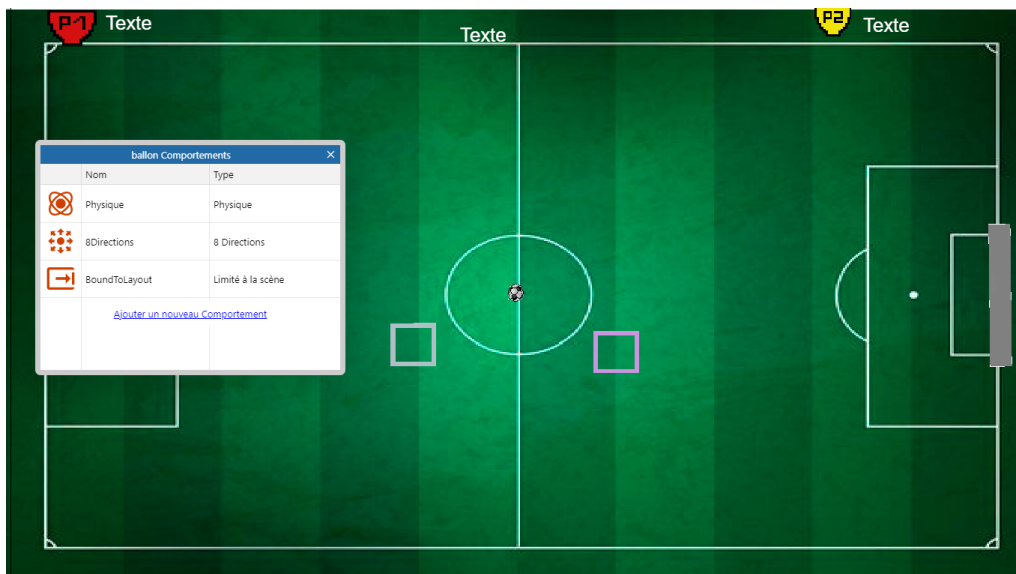 P-1
Texte
Texte
P2
Texte
ballon Comportements
Nom
Type
Physique
Physique
8Directions
8 Directions
BoundToLayout
Limité à la scène
Ajouter un nouveau Comportement